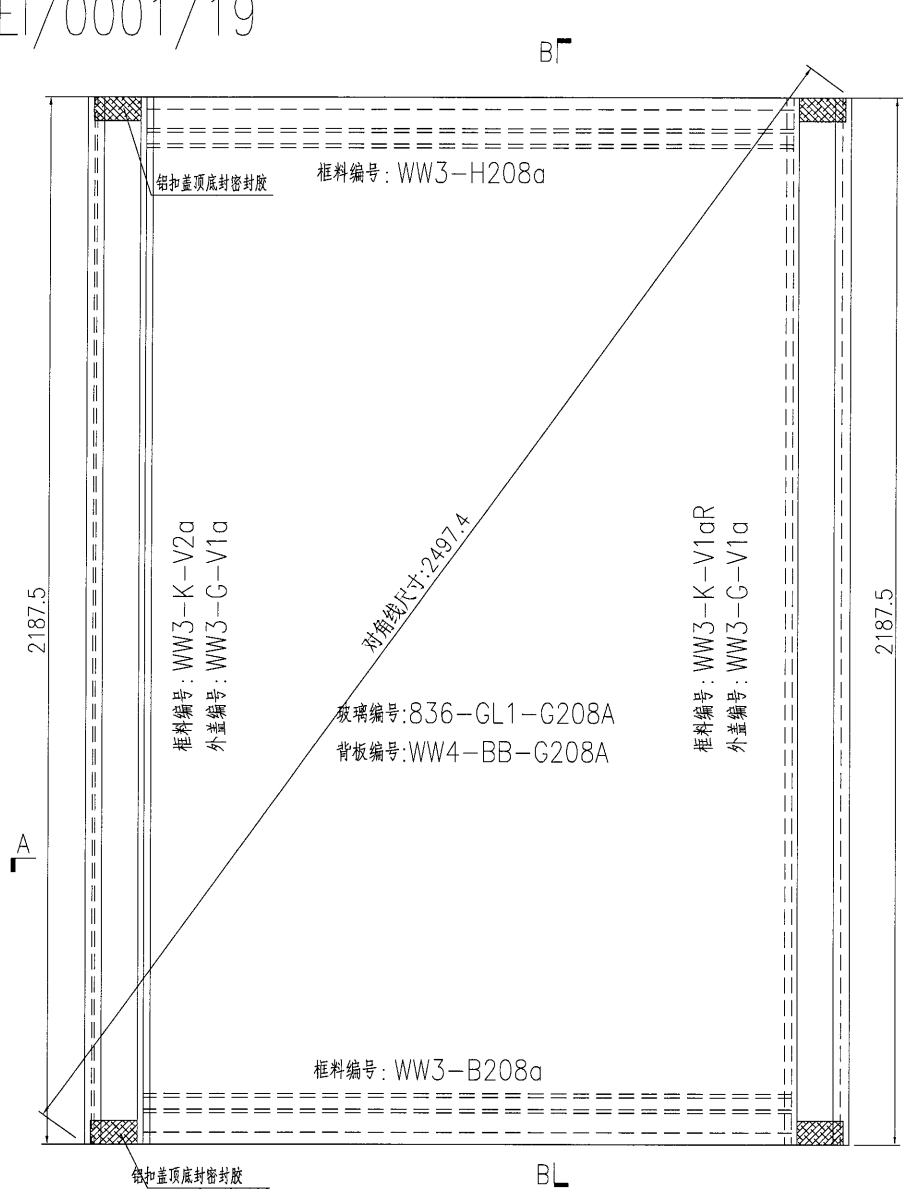 EI/0001/19
B
铝扣盖顶底封密封胶
框料编号: WW3-H208a
2187.5
框料编号: WW3-K-V2a
外盖编号: WW3-G-V1a
对角线尺寸:2497.4
框料编号: WW3-K-V1aR
外盖编号: WW3-G-V1a
2187.5
玻璃编号:836-GL1-G208A
背板编号:WW4-BB-G208A
A
框料编号: WW3-B208a
铝扣盖顶底封密封胶
B